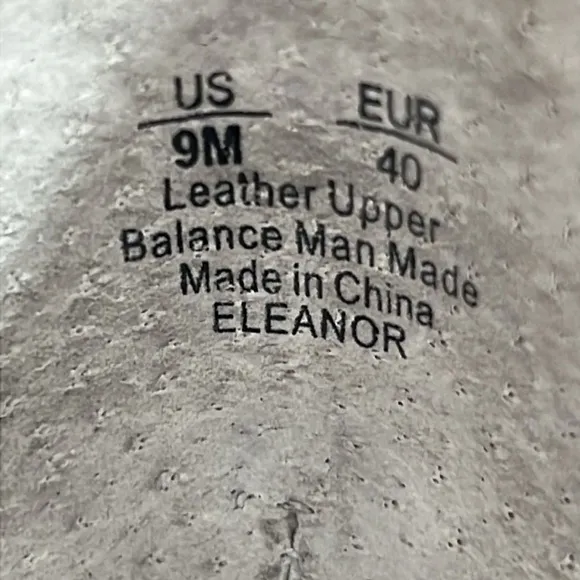 US EUR
9M 40
Leather Upper
Balance Man Made
Made in China
ELEANOR